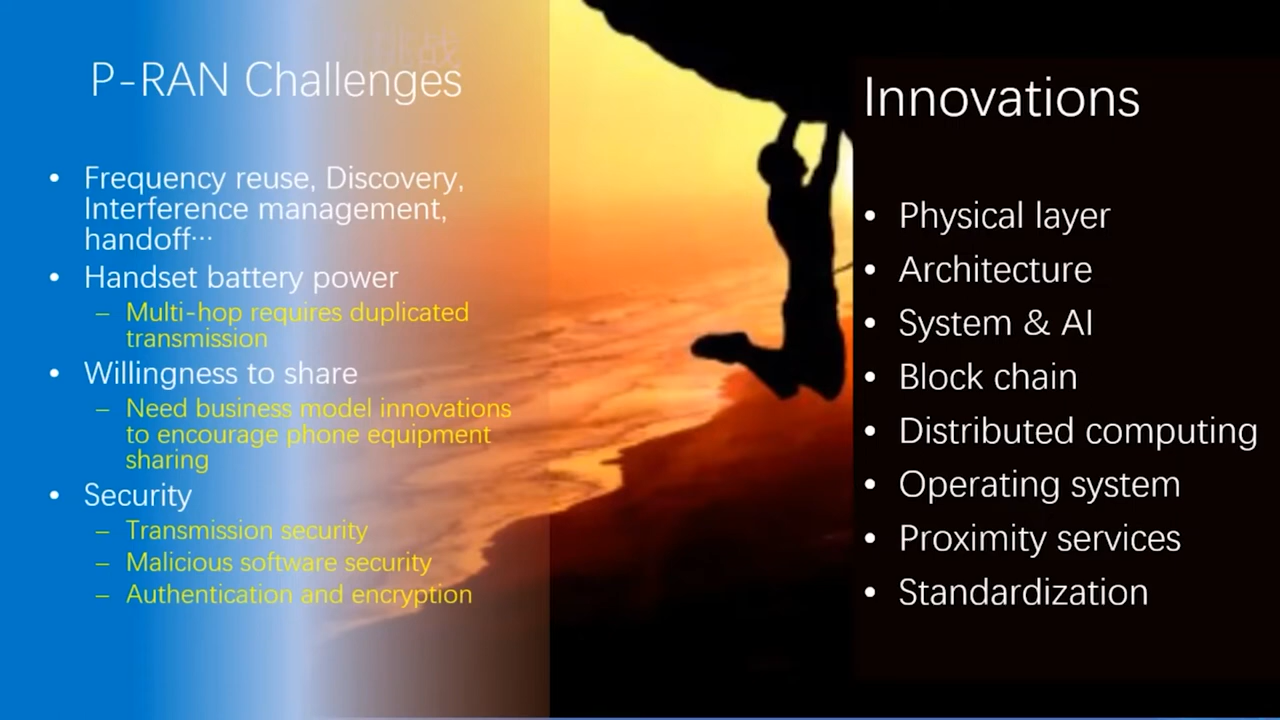 P-RAN Challenges
• Frequency reuse, Discovery,
Interference management,
handoff…
• Handset battery power
– Multi-hop requires duplicated
transmission
• Willingness to share
– Need business model innovations
to encourage phone equipment
sharing
• Security
– Transmission security
– Malicious software security
– Authentication and encryption
Innovations
• Physical layer
• Architecture
• System & AI
• Block chain
• Distributed computing
• Operating system
• Proximity services
• Standardization